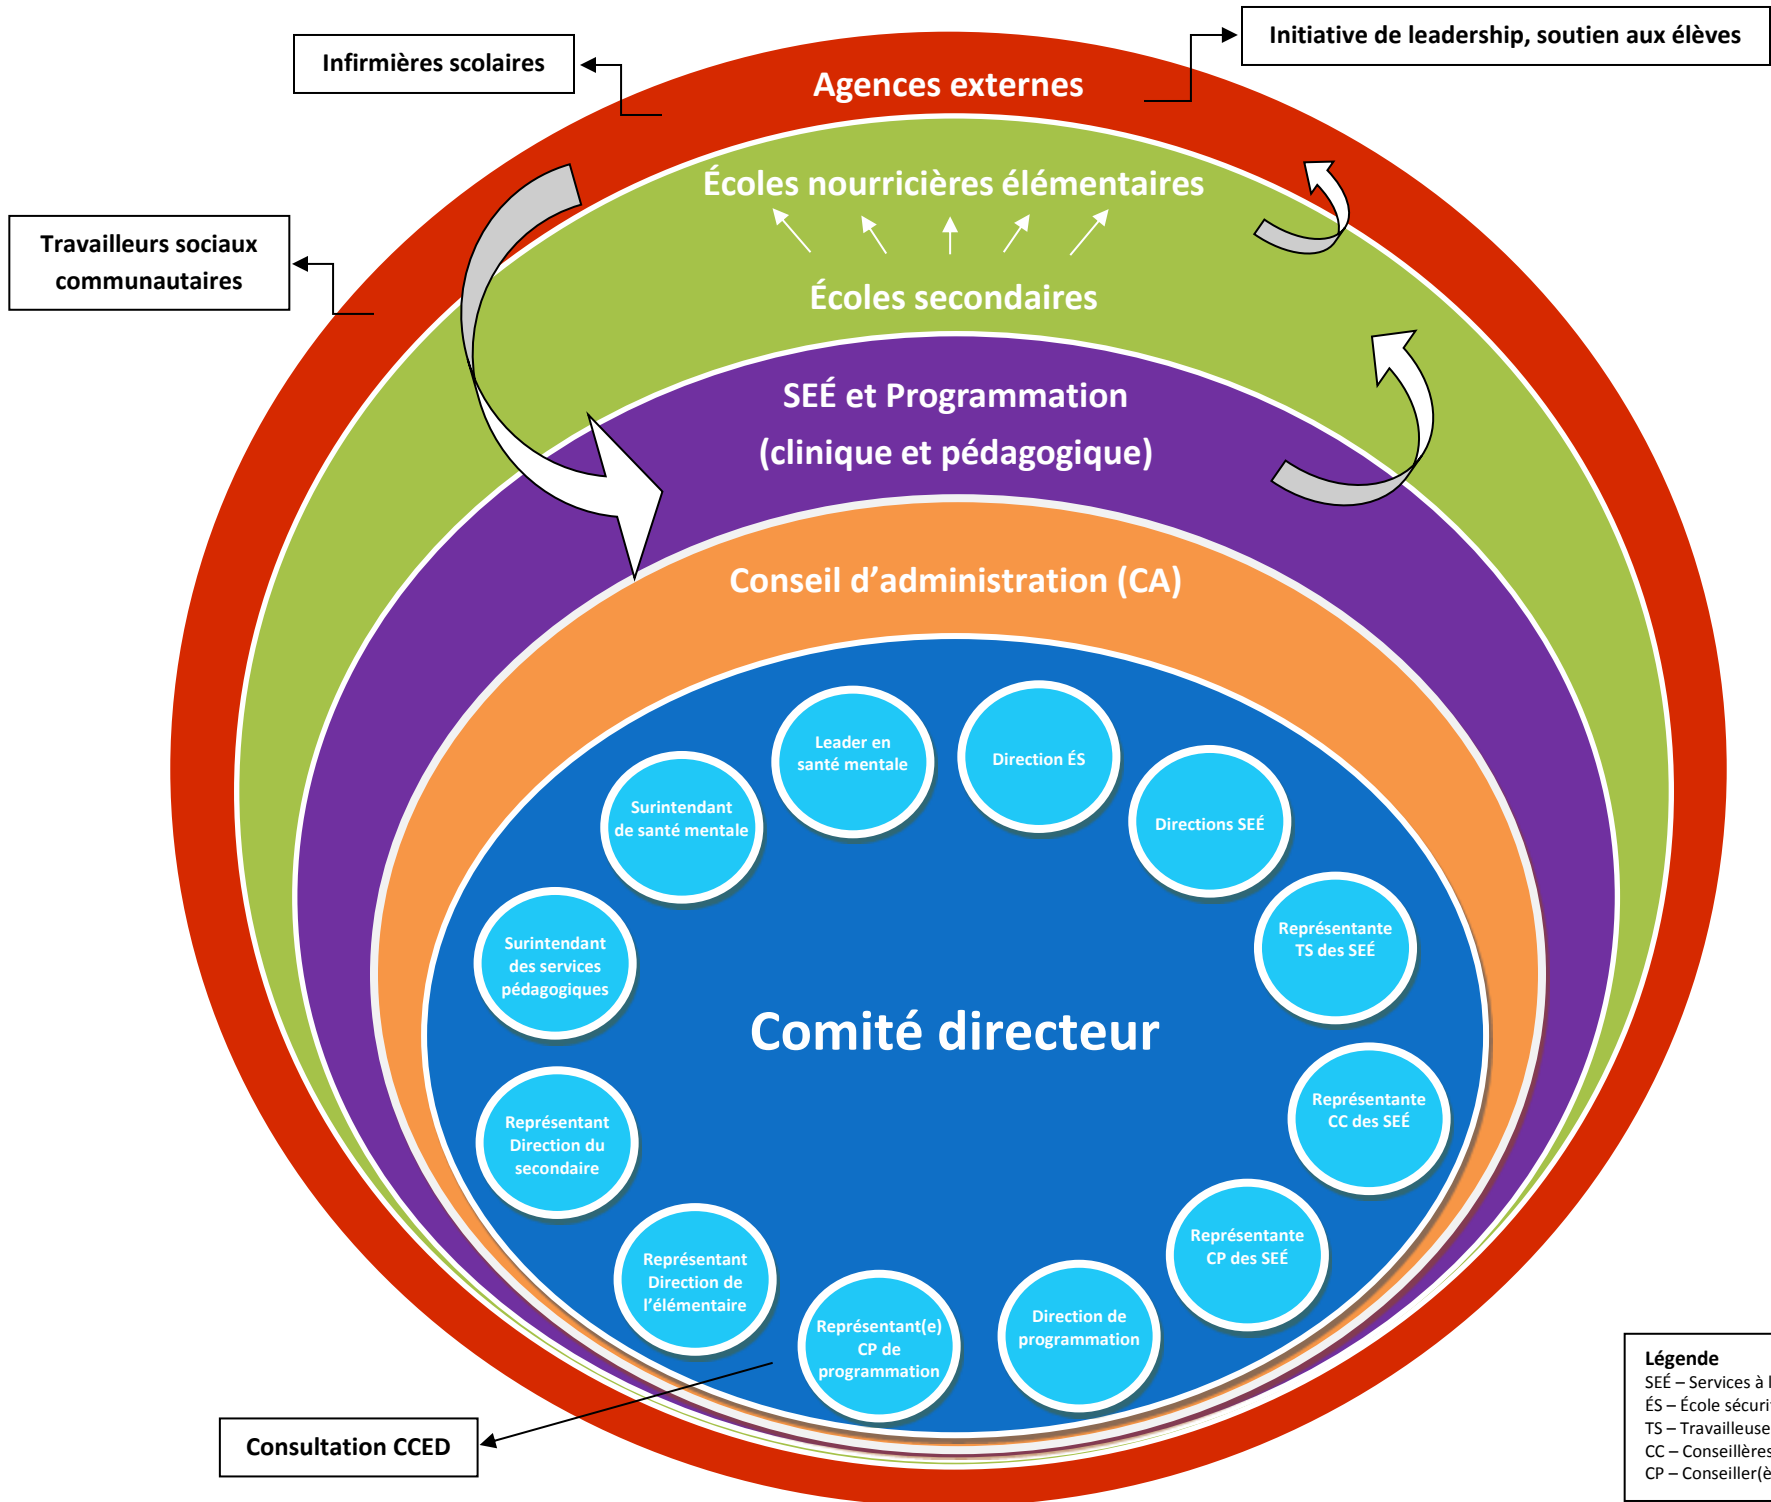 Infirmières scolaires
Initiative de leadership, soutien aux élèves
Agences externes
Écoles nourricières élémentaires
Travailleurs sociaux
communautaires
Écoles secondaires
SEÉ et Programmation
(clinique et pédagogique)
Conseil d’administration (CA)
Leader en
santé mentale
Direction ÉS
Surintendant
de santé mentale
Directions SEÉ
Surintendant
des services
pédagogiques
Représentante
TS des SEÉ
Comité directeur
Représentant
Direction du
secondaire
Représentante
CC des SEÉ
Représentant
Direction de
l’élémentaire
Représentante
CP des SEÉ
Représentant(e)
CP de
programmation
Direction de
programmation
Consultation CCED
Légende
SEÉ – Services à
ÉS – École
TS – Travailleuse
CC – Conseillères
CP –